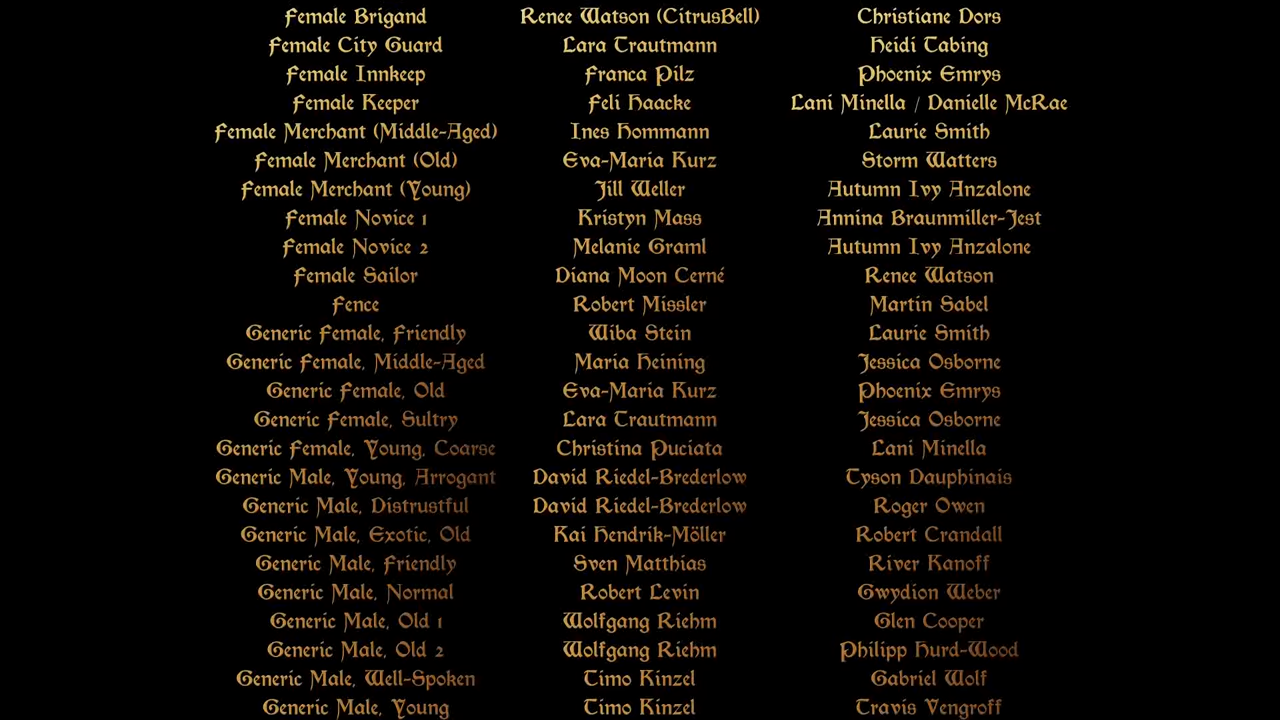 Female Brigand Renee Watson (CitrusBell) Christiane Dors
Female City Guard Lara Trautmann Heidi Tabing
Female Innkeep Franca Pilz Phoenix Emrys
Female Keeper Feli Haacke Lani Minella / Danielle McRae
Female Merchant (Middle-Aged) Ines Hommann Laurie Smith
Female Merchant (Old) Eva-Maria Kurz Storm Watters
Female Merchant (Young) Jill Weller Autumn Ivy Anzalone
Female Novice 1 Kristyn Mass Annina Braunmiller-Jest
Female Novice 2 Melanie Graml Autumn Ivy Anzalone
Female Sailor Diana Moon Cerné Renee Watson
Fence Robert Missler Martin Sabel
Generic Female, Friendly Wiba Stein Laurie Smith
Generic Female, Middle-Aged Maria Heining Jessica Osborne
Generic Female, Old Eva-Maria Kurz Phoenix Emrys
Generic Female, Sultry Lara Trautmann Jessica Osborne
Generic Female, Young, Coarse Christina Puciata Lani Minella
Generic Male, Young, Arrogant David Riedel-Brederlow Tyson Dauphinais
Generic Male, Distrustful David Riedel-Brederlow Roger Owen
Generic Male, Exotic, Old Kai Hendrik-Möller Robert Crandall
Generic Male, Friendly Sven Matthias River Kanoff
Generic Male, Normal Robert Levin Gwydion Weber
Generic Male, Old 1 Wolfgang Riehm Glen Cooper
Generic Male, Old 2 Wolfgang Riehm Philipp Hurd-Wood
Generic Male, Well-Spoken Timo Kinzel Gabriel Wolf
Generic Male, Young Timo Kinzel Travis Vengroff